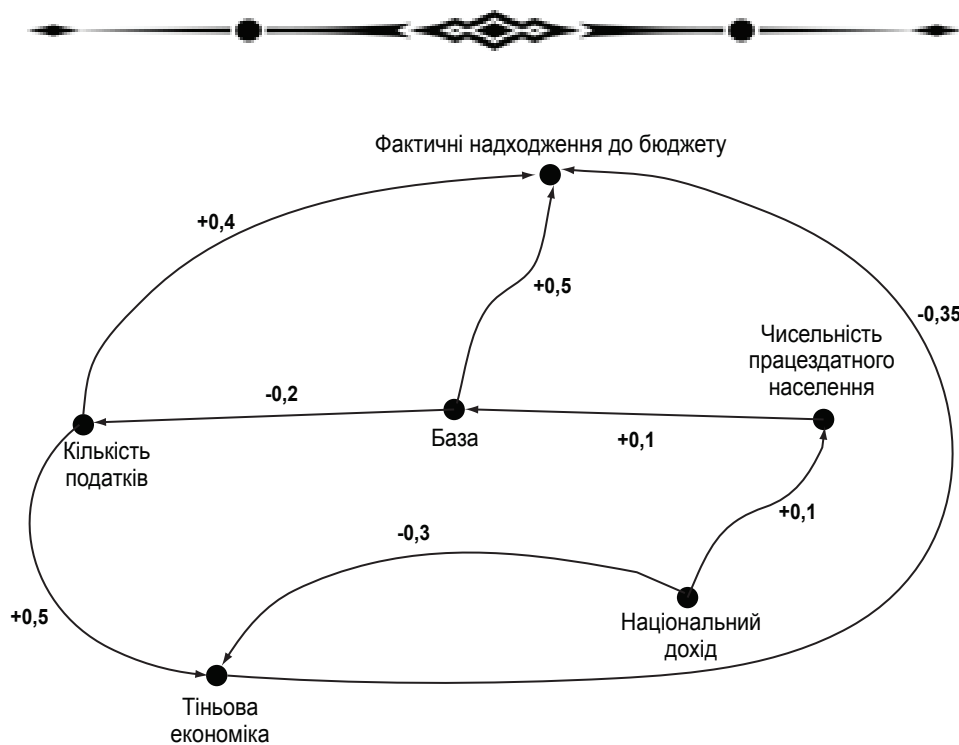 Фактичні надходження до бюджету
+0,4
+0,5
-0,35
Чисельність
працездатного
населення
-0,2
База
+0,1
Кількість
податків
+0,1
-0,3
+0,5
Національний
дохід
Тіньова
економіка